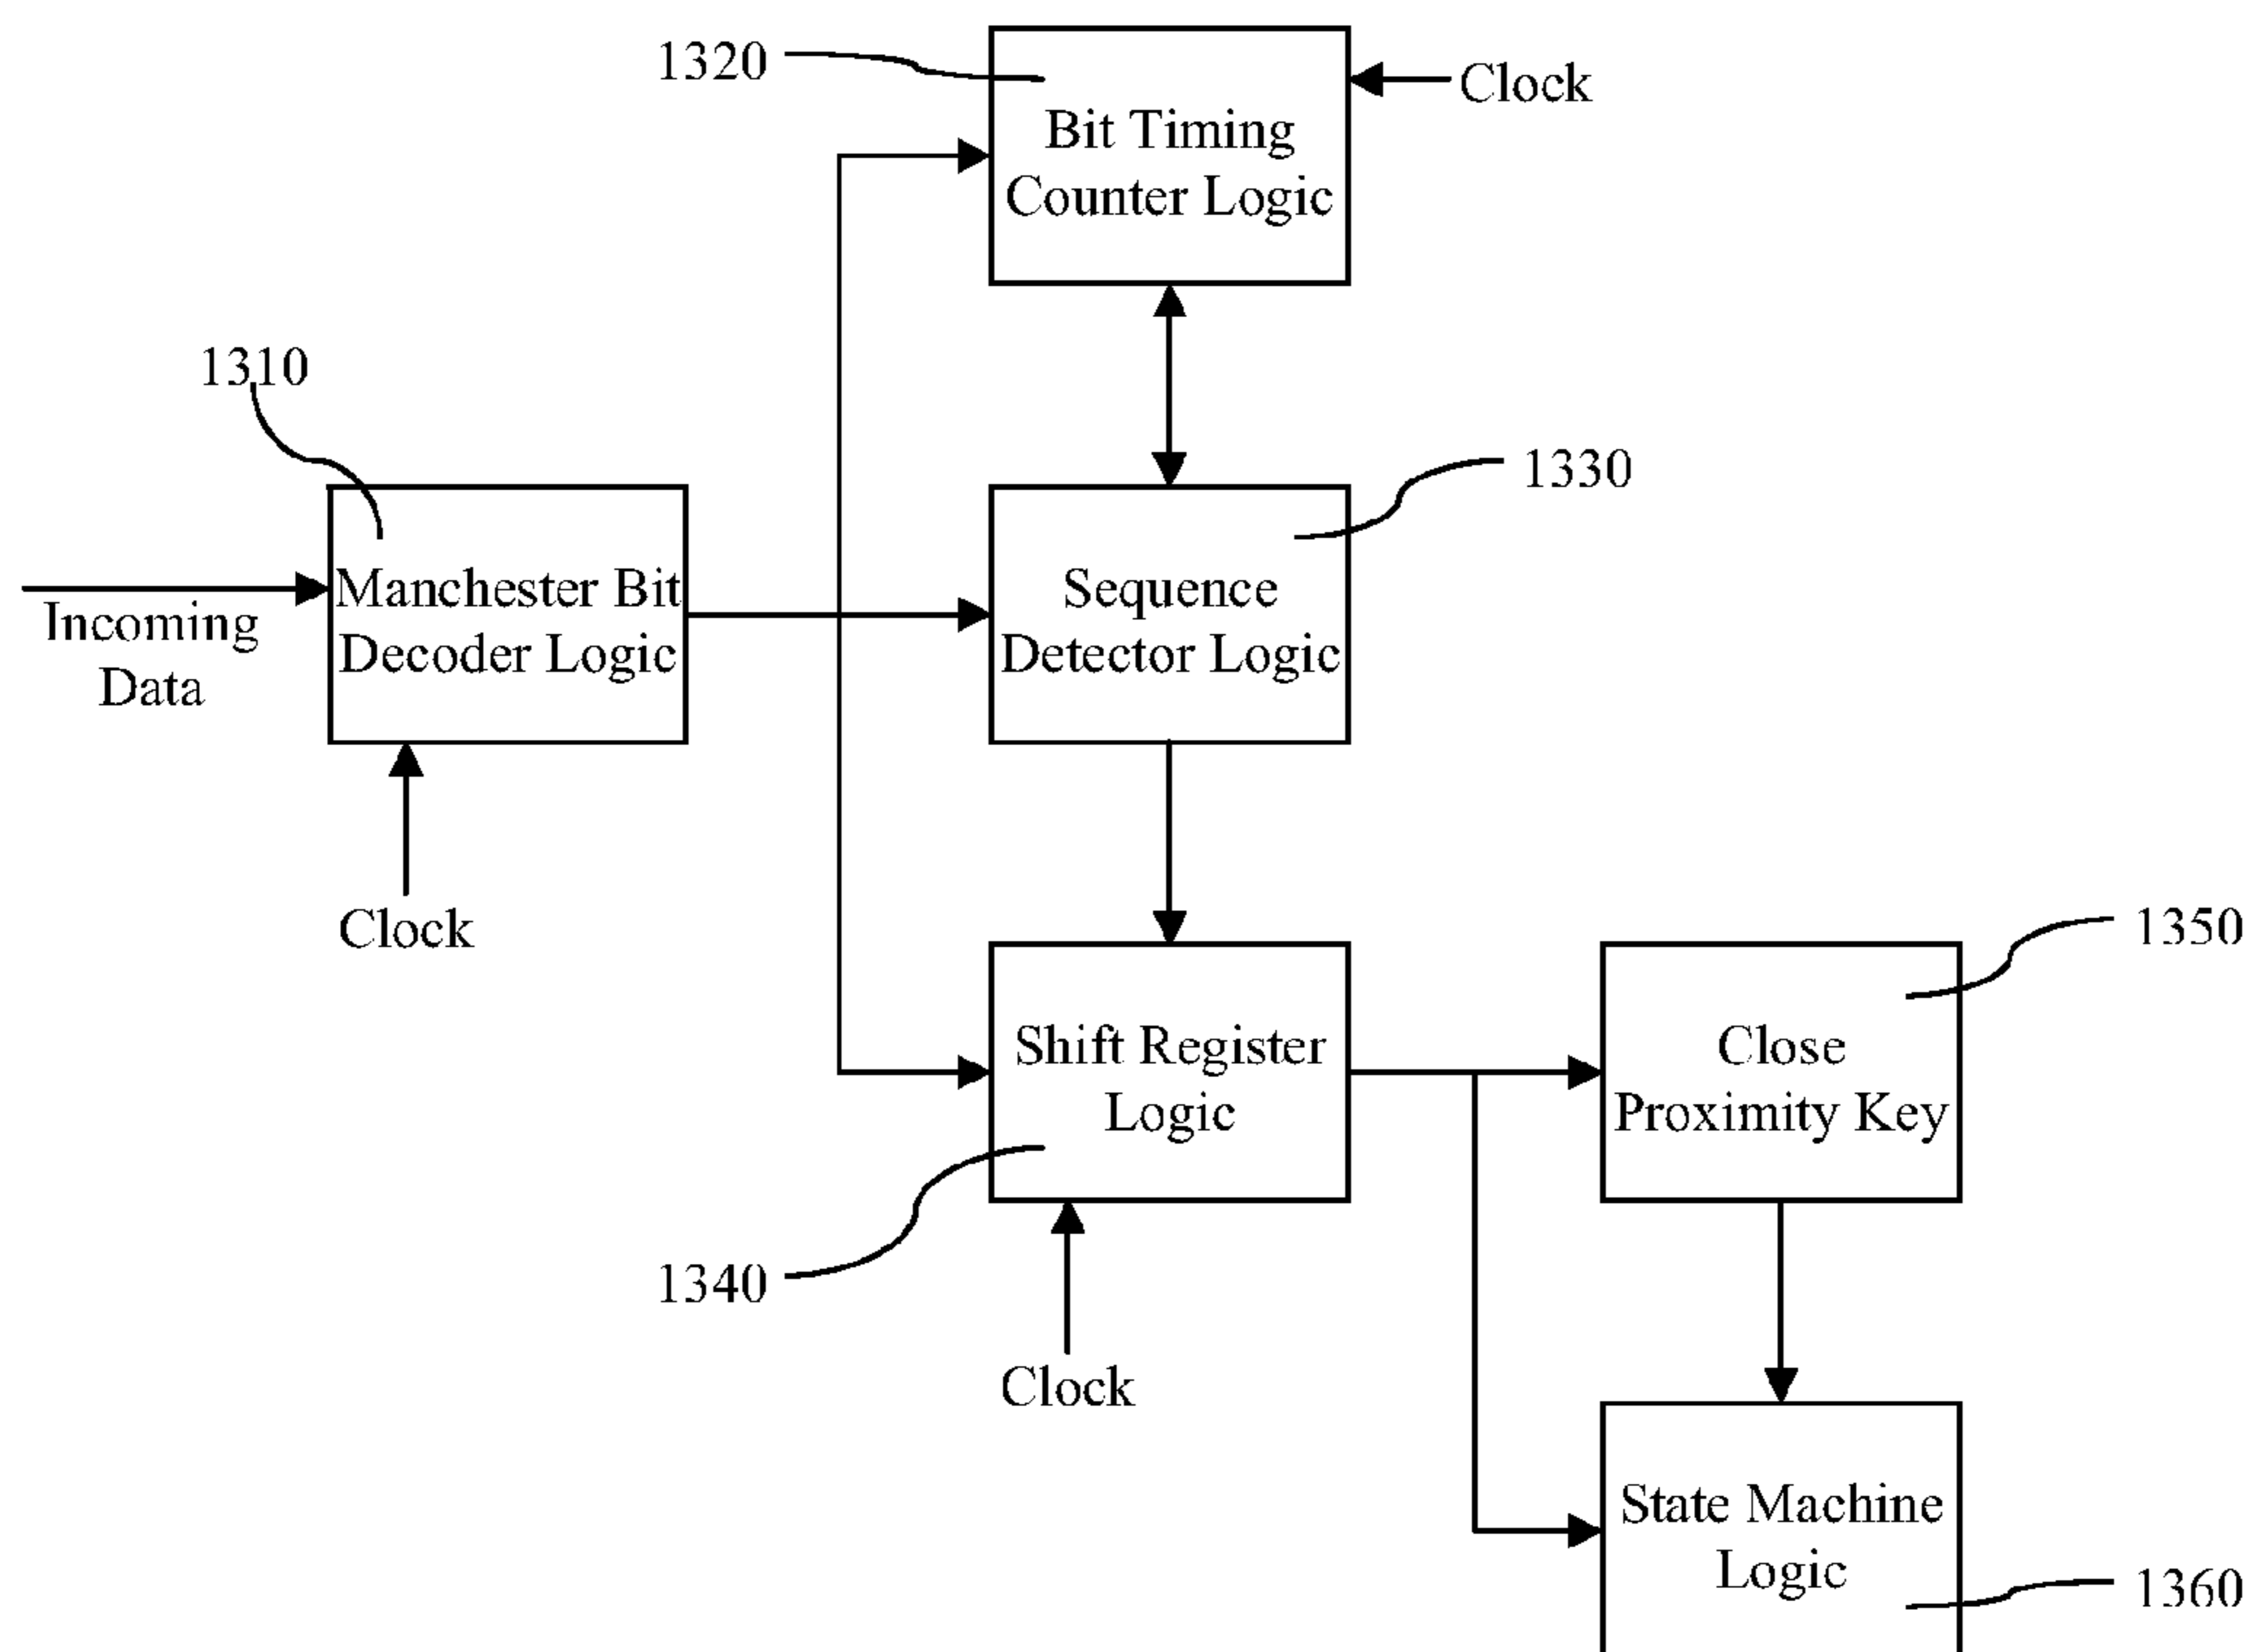 1320
Clock
Bit Timing
Counter Logic
1310
1330
Incoming
Data
Manchester Bit
Decoder Logic
Sequence
Detector Logic
Clock
1350
Shift Register
Logic
Close
Proximity Key
1340
Clock
State Machine
Logic
1360